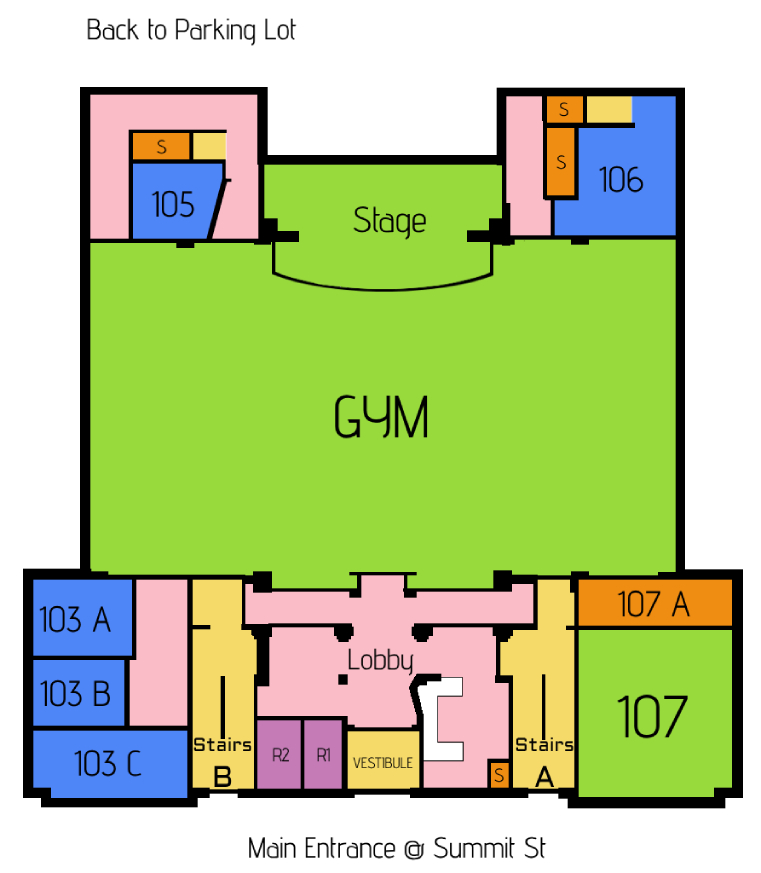 Back to Parking Lot
S
S
S
105
106
Stage
GYM
103 A
107 A
Lobby
103 B
107
Stairs
B
103 C
R2
R1
VESTIBULE
S
Stairs
A
Main Entrance @ Summit St